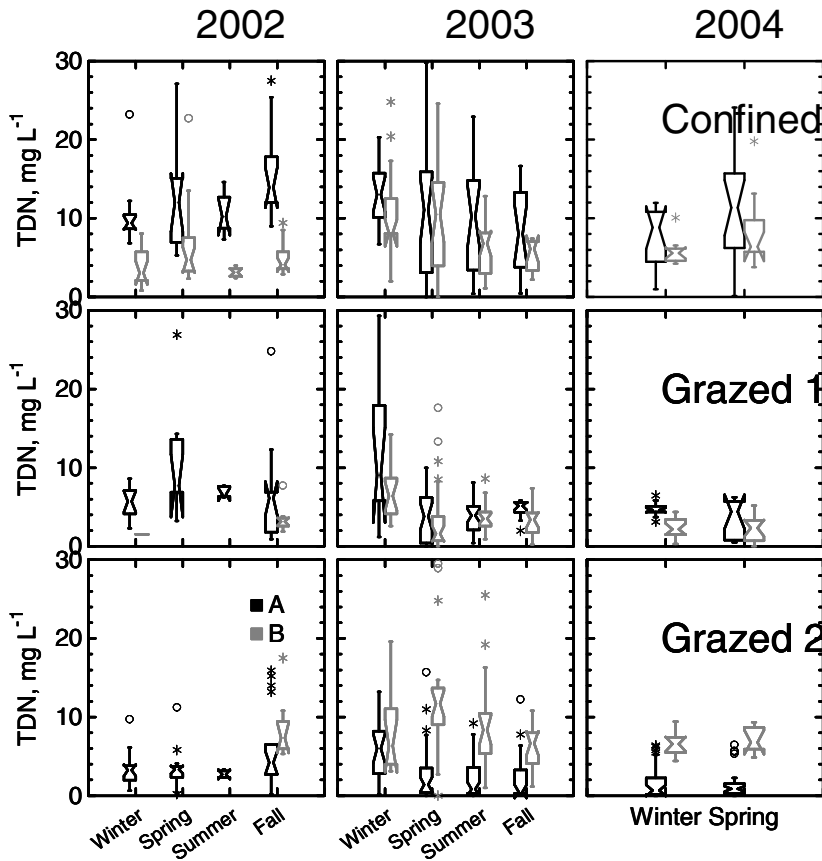 2002 2003 2004
30
20
10
0
TDN, mg L-1
Confined
30
20
10
0
TDN, mg L-1
Grazed 1
30
20
10
0
TDN, mg L-1
A
B
Grazed 2
Winter Spring Summer Fall
Winter Spring Summer Fall
Winter Spring